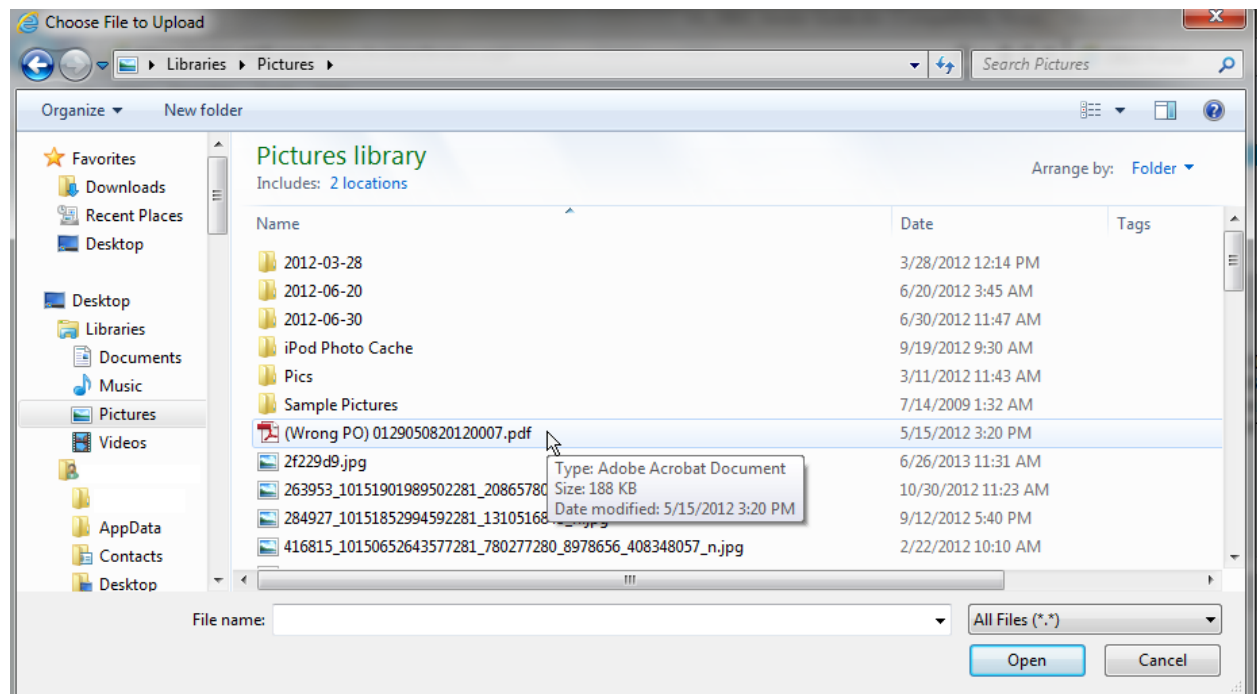 Choose File to Upload
Libraries Pictures
Search Pictures
Organize New folder
Favorites
Downloads
Recent Places
Desktop
Desktop
Libraries
Documents
Music
Pictures
Videos
AppData
Contacts
Desktop
Pictures library
Includes: 2 locations
Arrange by: Folder
Name Date Tags
2012-03-28 3/28/2012 12:14 PM
2012-06-20 6/20/2012 3:45 AM
2012-06-30 6/30/2012 11:47 AM
iPod Photo Cache 9/19/2012 9:30 AM
Pics 3/11/2012 11:43 AM
Sample Pictures 7/14/2009 1:32 AM
(Wrong PO) 0129050820120007.pdf 5/15/2012 3:20 PM
2f229d9.jpg 6/26/2013 11:31 AM
263953_10151901989502281_20865780 10/30/2012 11:23 AM
284927_10151852994592281_1310516 9/12/2012 5:40 PM
416815_10150652643577281_780277280_8978656_408348057_n.jpg 2/22/2012 10:10 AM
Type: Adobe Acrobat Document
Size: 188 KB
Date modified: 5/15/2012 3:20 PM
File name:
All Files (*.*)
Open Cancel